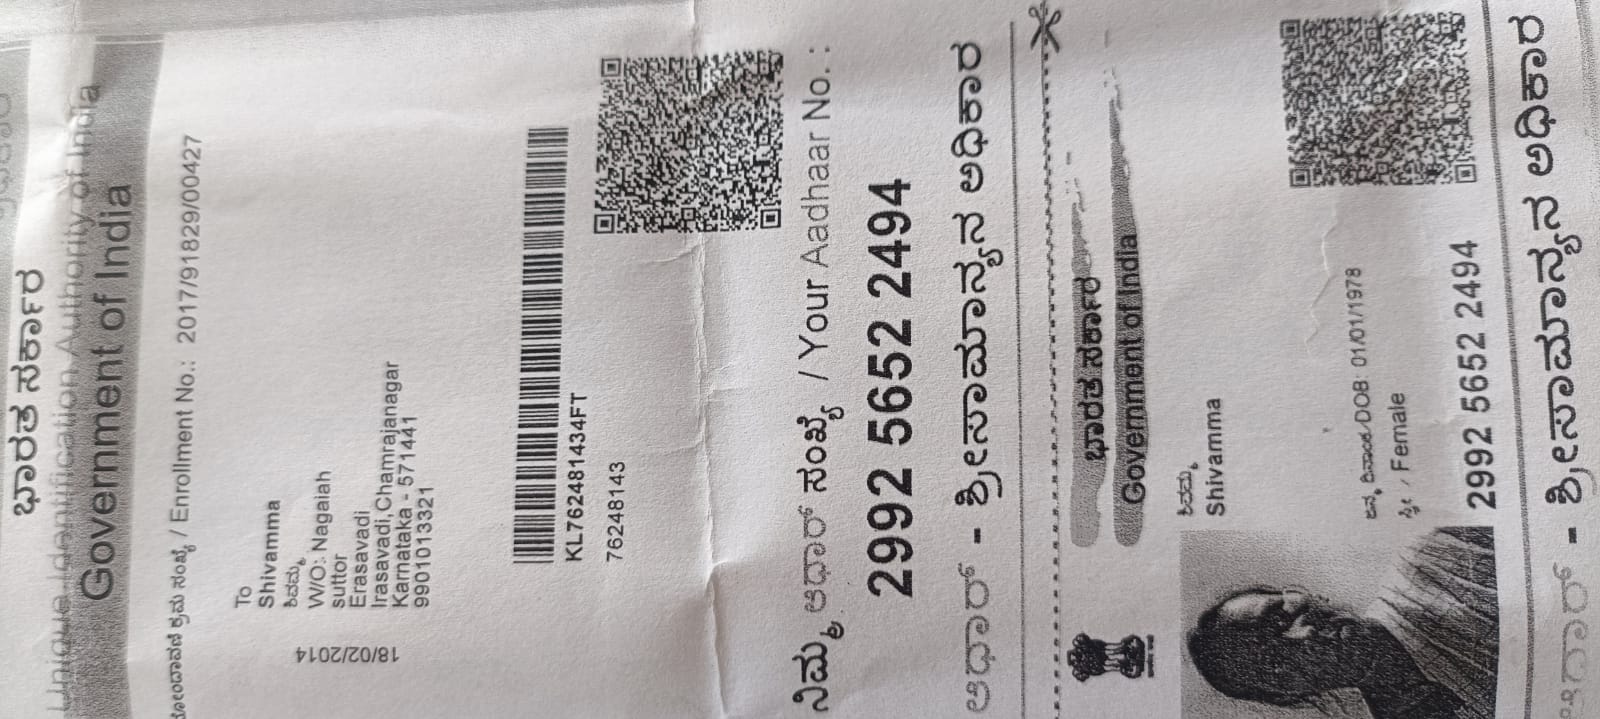 ಭಾರತ ಸರ್ಕಾರ
Unique Identification Authority of India
Government of India
ನೋಂದಾವಣೆ ಕ್ರಮ ಸಂಖ್ಯೆ / Enrollment No.: 2017/91829/00427
To
Shivamma
ಶಿವಮ್ಮ
W/O: Nagaiah
suttor
Erasavadi
Irasavadi,Chamrajanagar
Karnataka - 571441
9901013321
18/02/2014
KL762481434FT
76248143
ನಿಮ್ಮ ಆಧಾರ್ ಸಂಖ್ಯೆ / Your Aadhaar No. :
2992 5652 2494
ಆಧಾರ್ - ಶ್ರೀಸಾಮಾನ್ಯನ ಅಧಿಕಾರ
ಭಾರತ ಸರ್ಕಾರ
Government of India
ಶಿವಮ್ಮ
Shivamma
ಜನ್ಮ ದಿನಾಂಕ/DOB: 01/01/1978
ಸ್ತ್ರೀ / Female
2992 5652 2494
ಆಧಾರ್ - ಶ್ರೀಸಾಮಾನ್ಯನ ಅಧಿಕಾರ